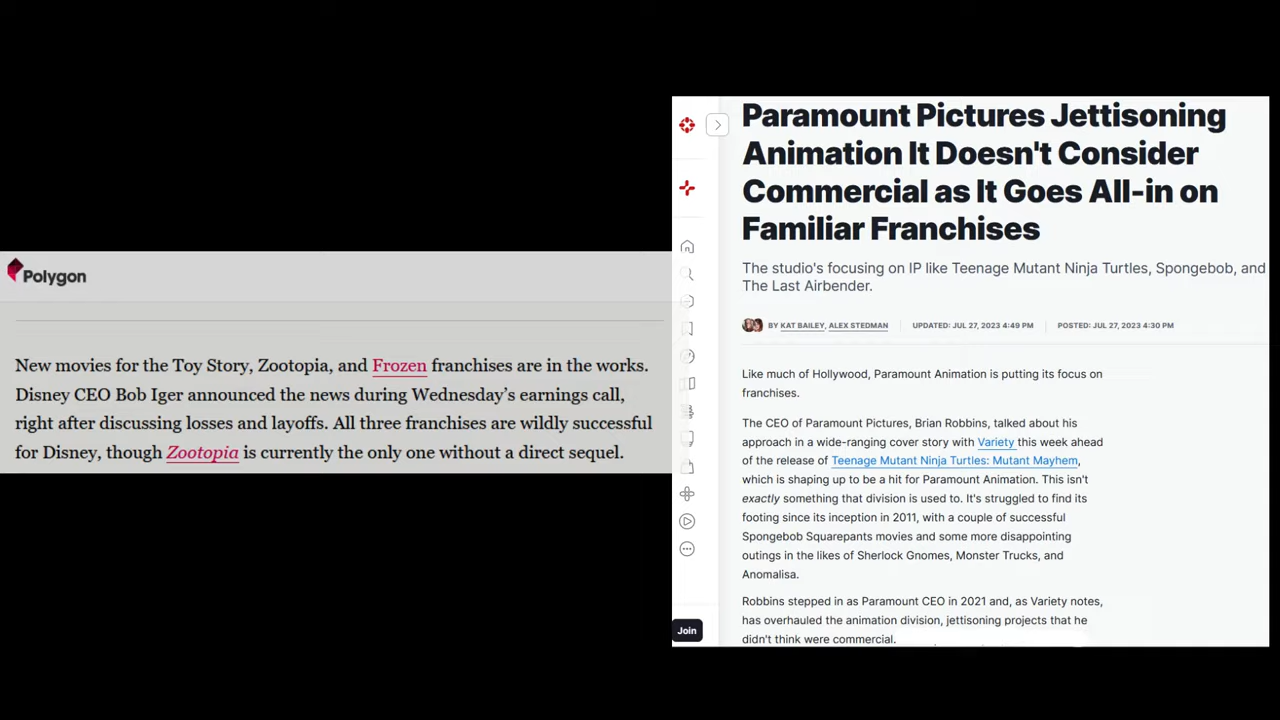 Polygon
New movies for the Toy Story, Zootopia, and Frozen franchises are in the works.
Disney CEO Bob Iger announced the news during Wednesday’s earnings call,
right after discussing losses and layoffs. All three franchises are wildly successful
for Disney, though Zootopia is currently the only one without a direct sequel.
Paramount Pictures Jettisoning
Animation It Doesn't Consider
Commercial as It Goes All-in on
Familiar Franchises
The studio's focusing on IP like Teenage Mutant Ninja Turtles, Spongebob, and
The Last Airbender.
BY KAT BAILEY, ALEX STEDMAN UPDATED: JUL 27, 2023 4:49 PM POSTED: JUL 27, 2023 4:30 PM
Like much of Hollywood, Paramount Animation is putting its focus on
franchises.
The CEO of Paramount Pictures, Brian Robbins, talked about his
approach in a wide-ranging cover story with Variety this week ahead
of the release of Teenage Mutant Ninja Turtles: Mutant Mayhem,
which is shaping up to be a hit for Paramount Animation. This isn't
exactly something that division is used to. It's struggled to find its
footing since its inception in 2011, with a couple of successful
Spongebob Squarepants movies and some more disappointing
outings in the likes of Sherlock Gnomes, Monster Trucks, and
Anomalisa.
Robbins stepped in as Paramount CEO in 2021 and, as Variety notes,
has overhauled the animation division, jettisoning projects that he
didn't think were commercial.
Join